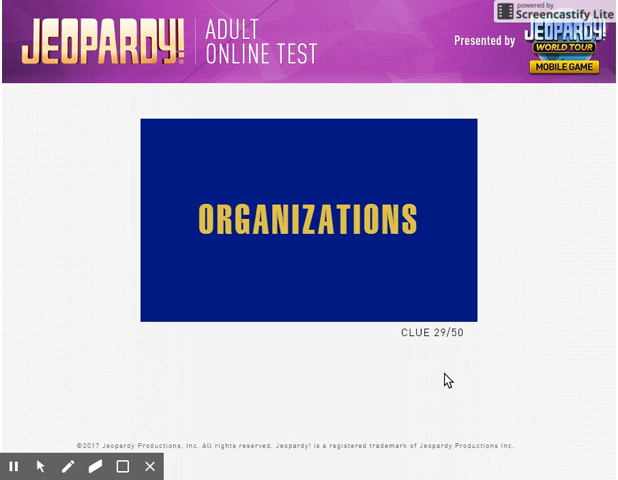 powered by
Screencastify Lite
JEOPARDY!
ADULT
ONLINE TEST
Presented by
JEOPARDY!
WORLD TOUR
MOBILE GAME
ORGANIZATIONS
CLUE 29/50
©2017 Jeopardy Productions, Inc. All rights reserved. Jeopardy! is a registered trademark of Jeopardy Productions Inc.